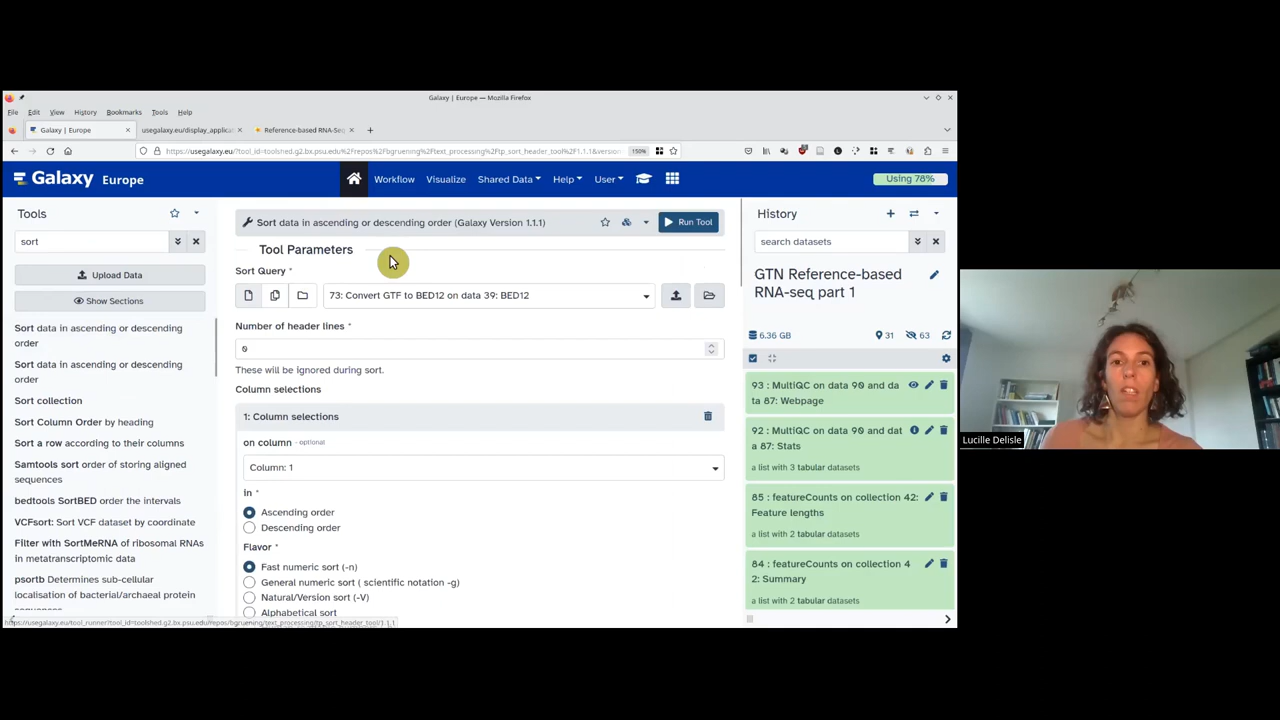 Galaxy | Europe — Mozilla Firefox
File Edit View History Bookmarks Tools Help
Galaxy | Europe
usegalaxy.eu/display_applicat
Reference-based RNA-Seq c
150%
Galaxy Europe
Workflow Visualize Shared Data Help User
Using 78%
Tools
sort
Upload Data
Show Sections
Sort data in ascending or descending
order
Sort data in ascending or descending
order
Sort collection
Sort Column Order by heading
Sort a row according to their columns
Samtools sort order of storing aligned
sequences
bedtools SortBED order the intervals
VCFsort: Sort VCF dataset by coordinate
Filter with SortMeRNA of ribosomal RNAs
in metatranscriptomic data
psortb Determines sub-cellular
localisation of bacterial/archaeal protein
sequences
Sort data in ascending or descending order (Galaxy Version 1.1.1)
Run Tool
Tool Parameters
Sort Query *
73: Convert GTF to BED12 on data 39: BED12
Number of header lines *
0
These will be ignored during sort.
Column selections
1: Column selections
on column - optional
Column: 1
in *
Ascending order
Descending order
Flavor *
Fast numeric sort (-n)
General numeric sort ( scientific notation -g)
Natural/Version sort (-V)
Alphabetical sort
History
search datasets
GTN Reference-based
RNA-seq part 1
6.36 GB
31
63
93 : MultiQC on data 90 and da
ta 87: Webpage
92 : MultiQC on data 90 and dat
a 87: Stats
a list with 3 tabular datasets
85 : featureCounts on collection 42:
Feature lengths
a list with 2 tabular datasets
84 : featureCounts on collection 4
2: Summary
a list with 2 tabular datasets
Lucille Delisle